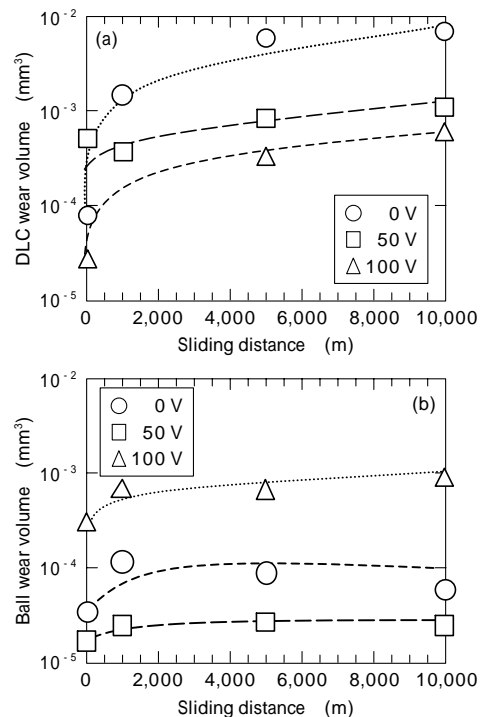 (a)
DLC wear volume (mm³)
10⁻²
10⁻³
10⁻⁴
10⁻⁵
0 V
50 V
100 V
0 2,000 4,000 6,000 8,000 10,000
Sliding distance (m)
(b)
Ball wear volume (mm³)
10⁻²
10⁻³
10⁻⁴
10⁻⁵
0 V
50 V
100 V
0 2,000 4,000 6,000 8,000 10,000
Sliding distance (m)